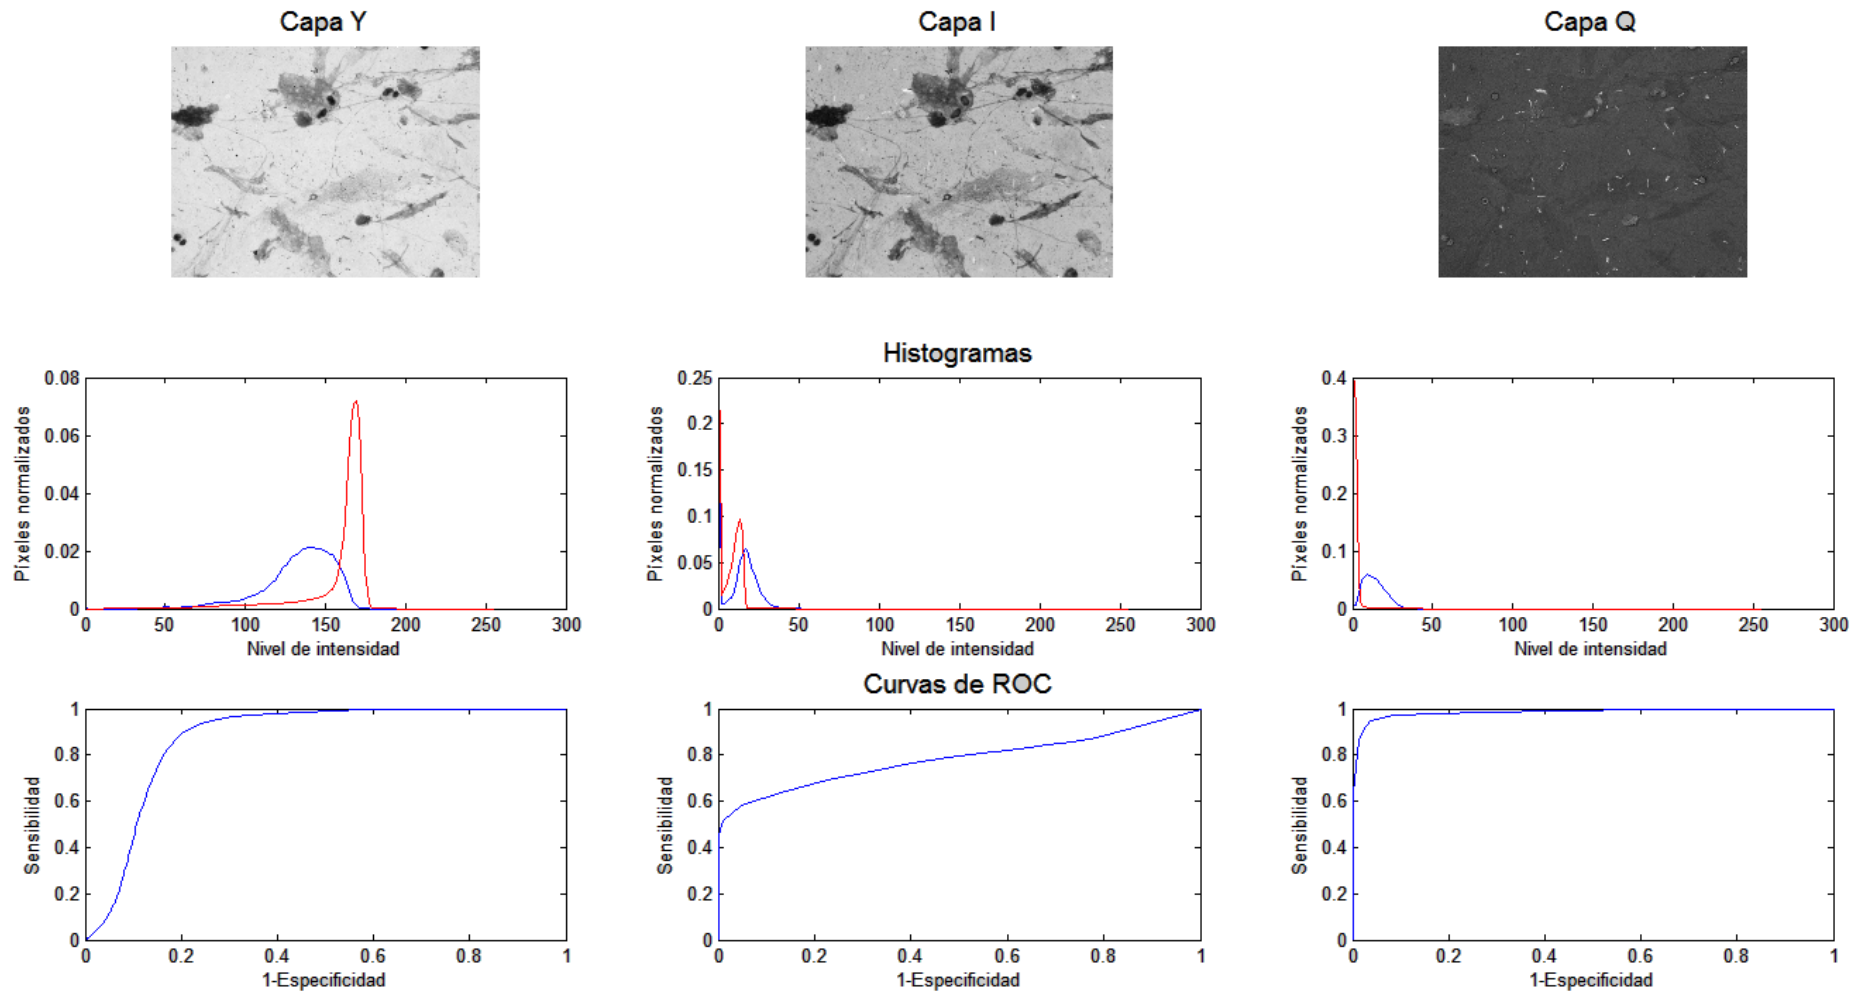 Capa Y
Capa I
Capa Q
Histogramas
Píxeles normalizados
0.08
0.06
0.04
0.02
0
0 50 100 150 200 250 300
Nivel de intensidad
Píxeles normalizados
0.25
0.2
0.15
0.1
0.05
0
0 50 100 150 200 250 300
Nivel de intensidad
Píxeles normalizados
0.4
0.3
0.2
0.1
0
0 50 100 150 200 250 300
Nivel de intensidad
Curvas de ROC
Sensibilidad
1
0.8
0.6
0.4
0.2
0
0 0.2 0.4 0.6 0.8 1
1-Especificidad
Sensibilidad
1
0.8
0.6
0.4
0.2
0
0 0.2 0.4 0.6 0.8 1
1-Especificidad
Sensibilidad
1
0.8
0.6
0.4
0.2
0
0 0.2 0.4 0.6 0.8 1
1-Especificidad